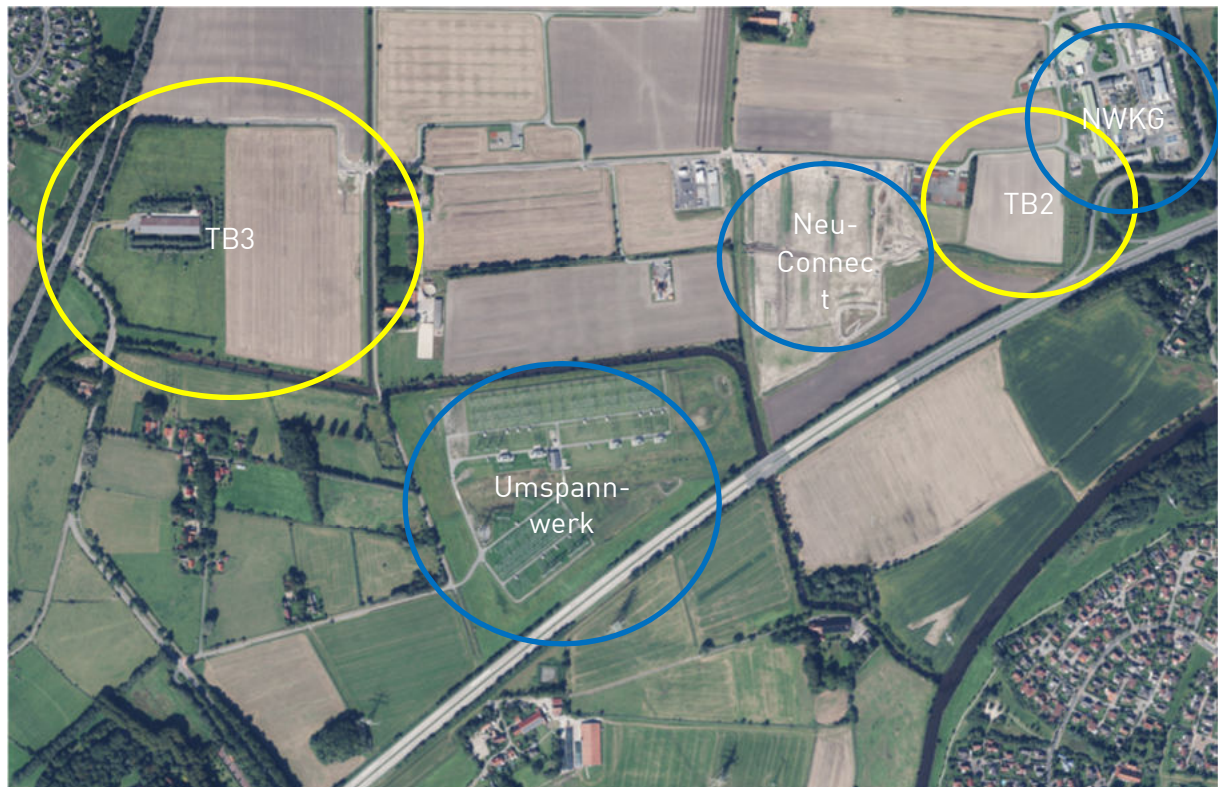 NWKG
TB2
TB3
Neu-
Connec
t
Umspann-
werk